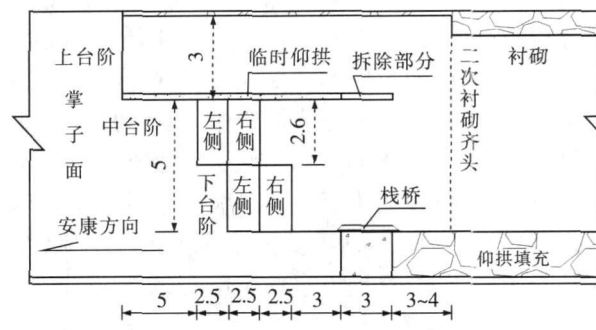 上台阶
3
临时仰拱
拆除部分
二次衬砌齐头
衬砌
掌子面
中台阶
5
左侧
右侧
2.6
下台阶
左侧
右侧
栈桥
安康方向
仰拱填充
5
2.5
2.5
2.5
3
3
3~4